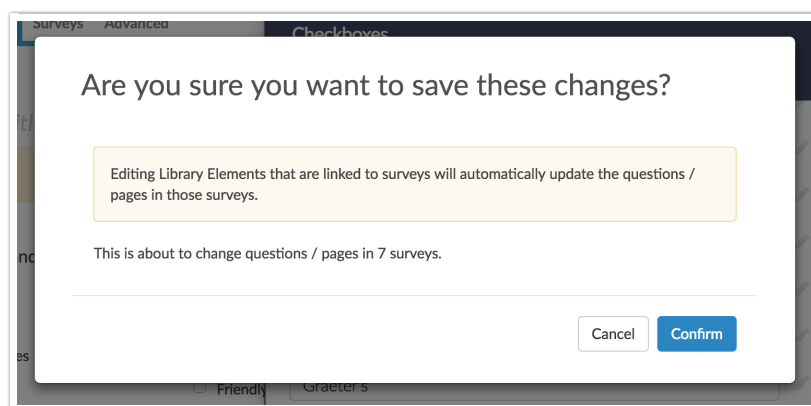 Surveys Advanced
Checkboxes
Are you sure you want to save these changes?
Editing Library Elements that are linked to surveys will automatically update the questions /
pages in those surveys.
This is about to change questions / pages in 7 surveys.
Cancel Confirm
Friendly
Graeter's